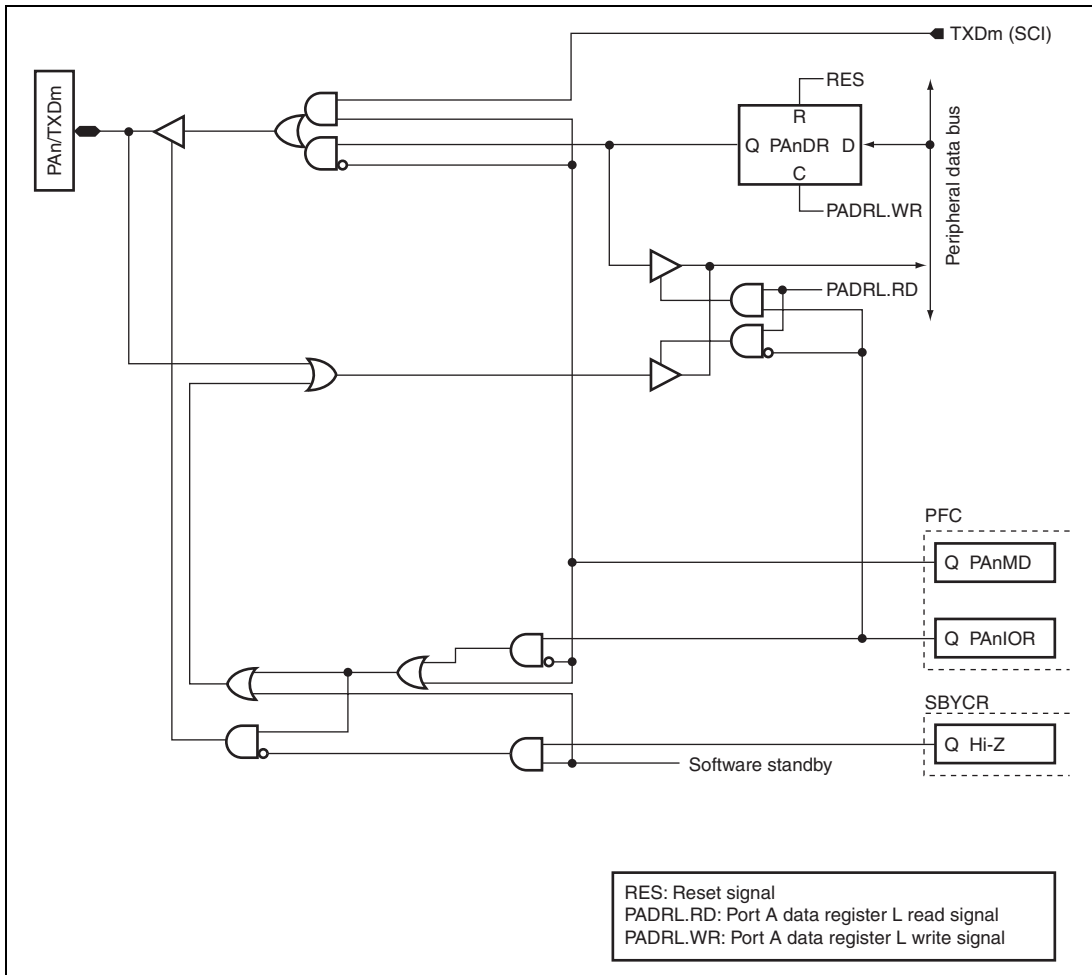 TXDm (SCI)
PAn/TXDm
RES
R
Q PAnDR D
C
PADRL.WR
Peripheral data bus
PADRL.RD
PFC
Q PAnMD
Q PAnIOR
SBYCR
Q Hi-Z
Software standby
RES: Reset signal
PADRL.RD: Port A data register L read signal
PADRL.WR: Port A data register L write signal